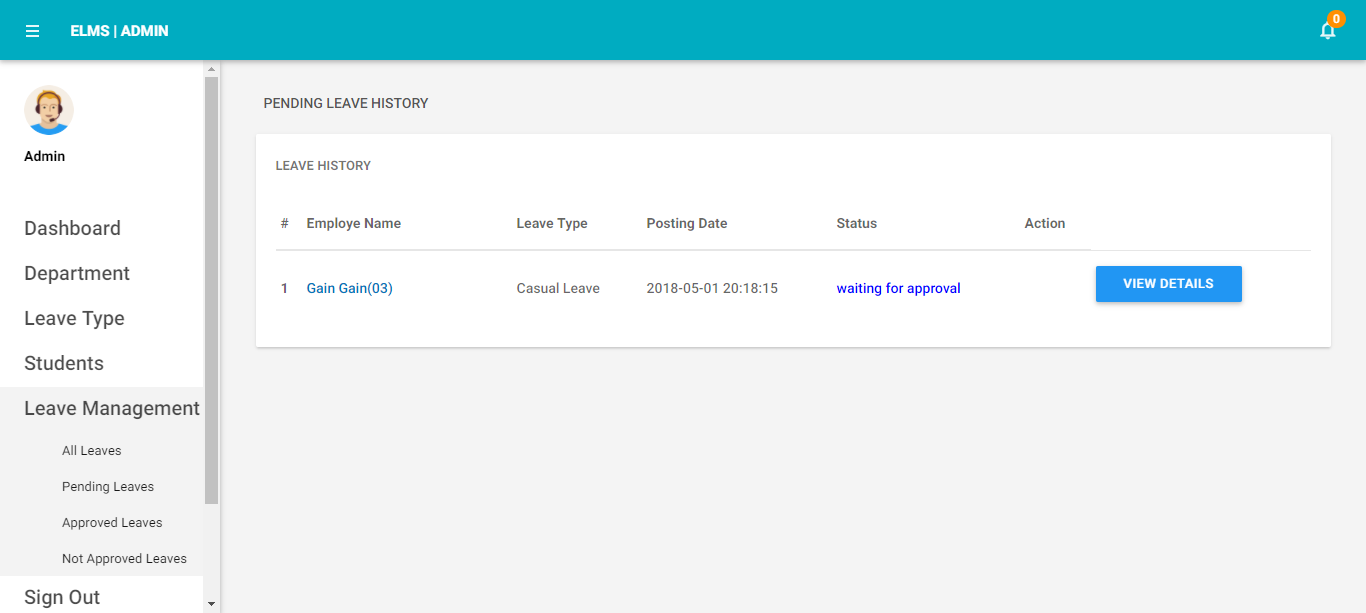 ELMS | ADMIN
0
Admin
Dashboard
Department
Leave Type
Students
Leave Management
All Leaves
Pending Leaves
Approved Leaves
Not Approved Leaves
Sign Out
PENDING LEAVE HISTORY
LEAVE HISTORY
# Employe Name Leave Type Posting Date Status Action
1 Gain Gain(03) Casual Leave 2018-05-01 20:18:15 waiting for approval VIEW DETAILS